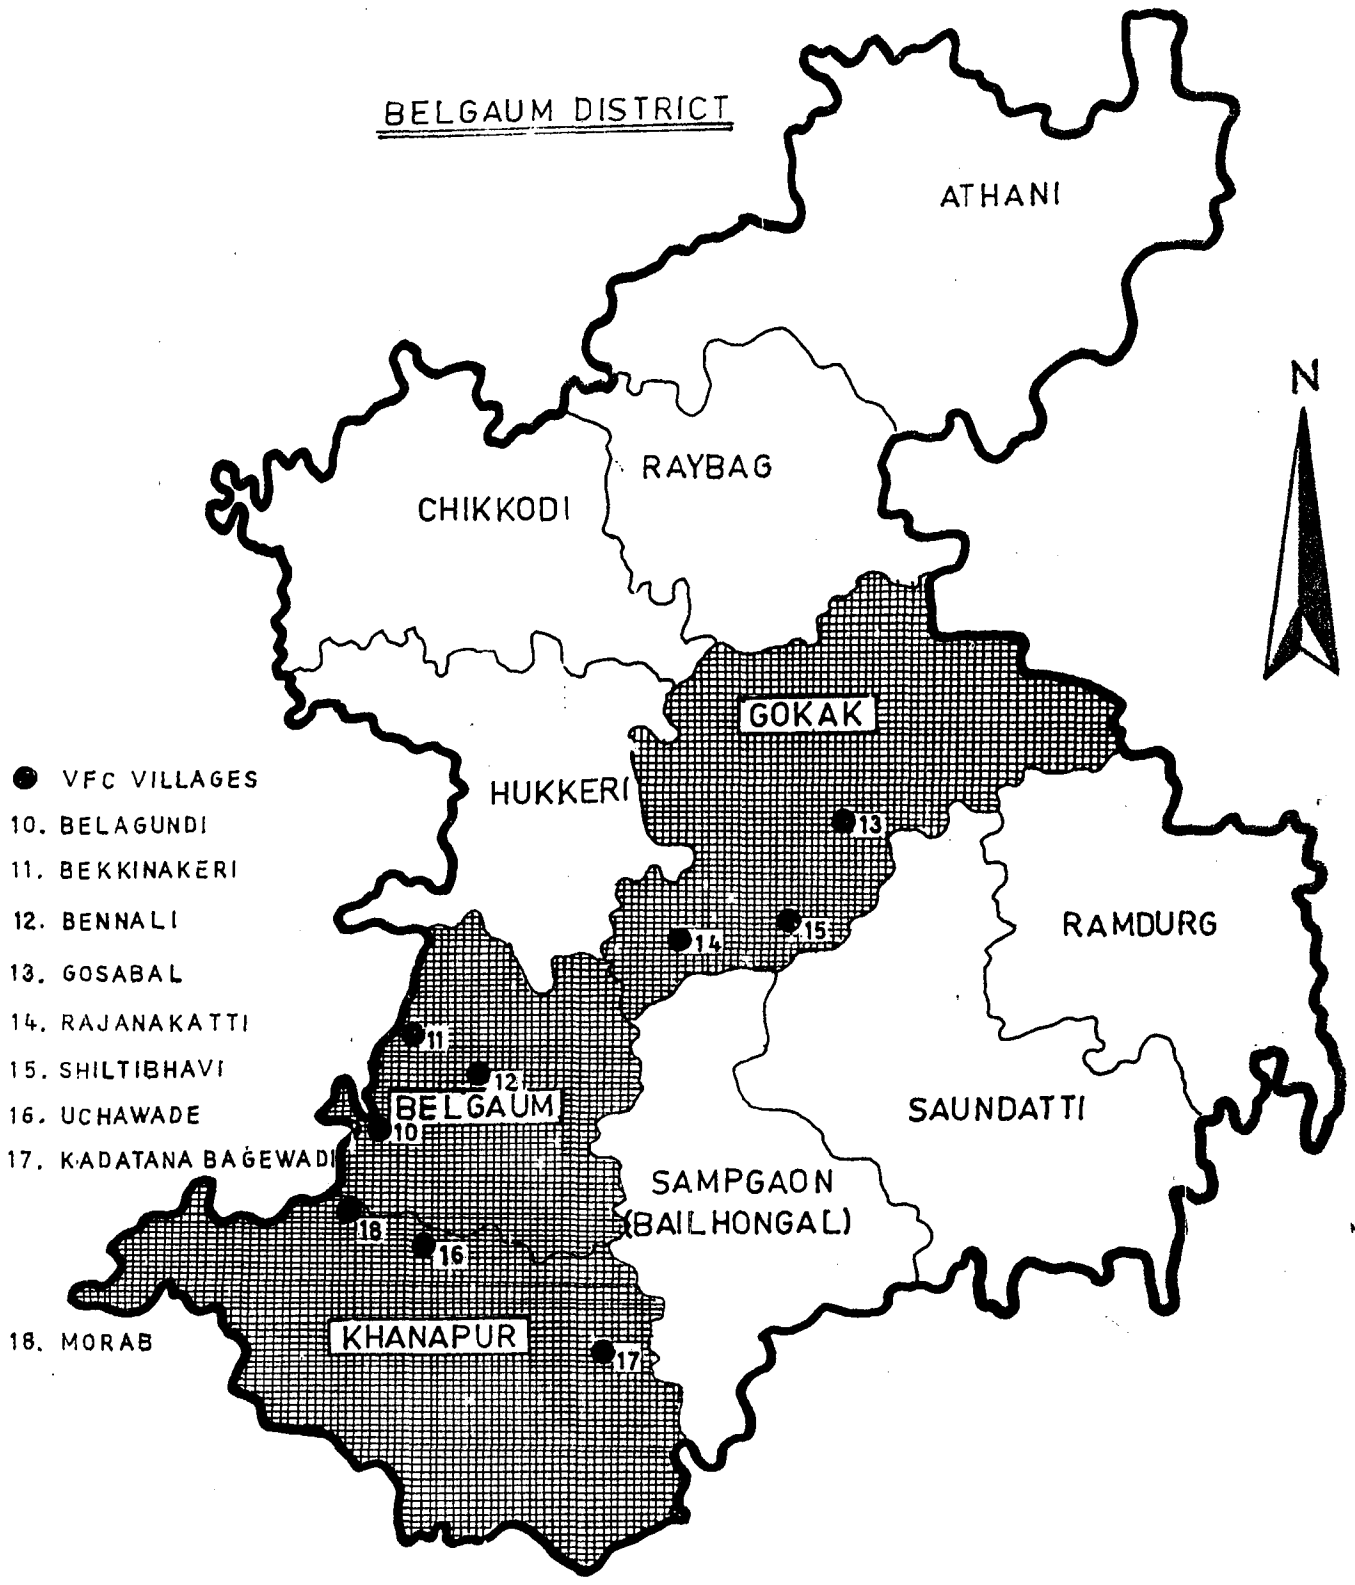 BELGAUM DISTRICT
ATHANI
N
RAYBAG
CHIKKODI
GOKAK
HUKKERI
13
RAMDURG
15
14
11
12
BELGAUM
10
SAUNDATTI
SAMPGAON
(BAILHONGAL)
18
16
KHANAPUR
17
VFC VILLAGES
10. BELAGUNDI
11. BEKKINAKERI
12. BENNALI
13. GOSABAL
14. RAJANAKATTI
15. SHILTIBHAVI
16. UCHAWADE
17. KADATANA BAGEWADI
18. MORAB